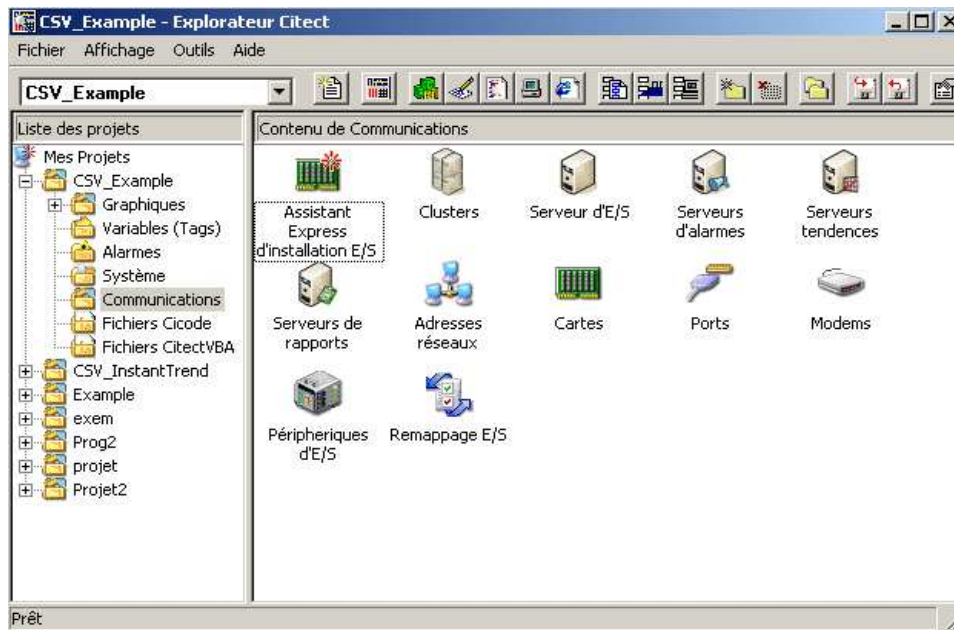 CSV_Example - Explorateur Citect
Fichier Affichage Outils Aide
CSV_Example
Liste des projets
Contenu de Communications
Mes Projets
CSV_Example
Graphiques
Variables (Tags)
Alarmes
Système
Communications
Fichiers Cicode
Fichiers CitectVBA
CSV_InstantTrend
Example
exem
Prog2
projet
Projet2
Assistant
Express
d'installation E/S
Clusters
Serveur d'E/S
Serveurs
d'alarmes
Serveurs
tendences
Serveurs de
rapports
Adresses
réseaux
Cartes
Ports
Modems
Péripheriques
d'E/S
Remappage E/S
Prêt